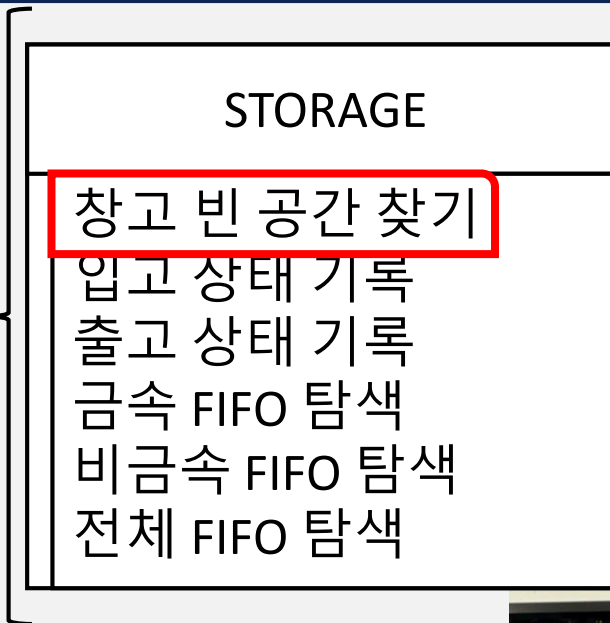 STORAGE
창고 빈 공간 찾기
입고 상태 기록
출고 상태 기록
금속 FIFO 탐색
비금속 FIFO 탐색
전체 FIFO 탐색